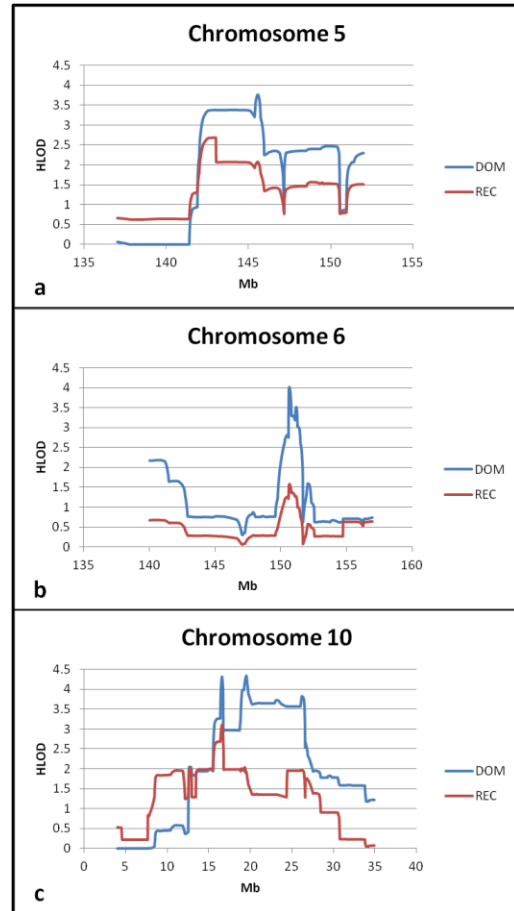 Chromosome 5
4.5
4
3.5
3
2.5
2
1.5
1
0.5
0
HLOD
135 140 145 150 155
Mb
DOM
REC
a
Chromosome 6
4.5
4
3.5
3
2.5
2
1.5
1
0.5
0
HLOD
135 140 145 150 155 160
Mb
DOM
REC
b
Chromosome 10
4.5
4
3.5
3
2.5
2
1.5
1
0.5
0
HLOD
0 5 10 15 20 25 30 35 40
Mb
DOM
REC
c